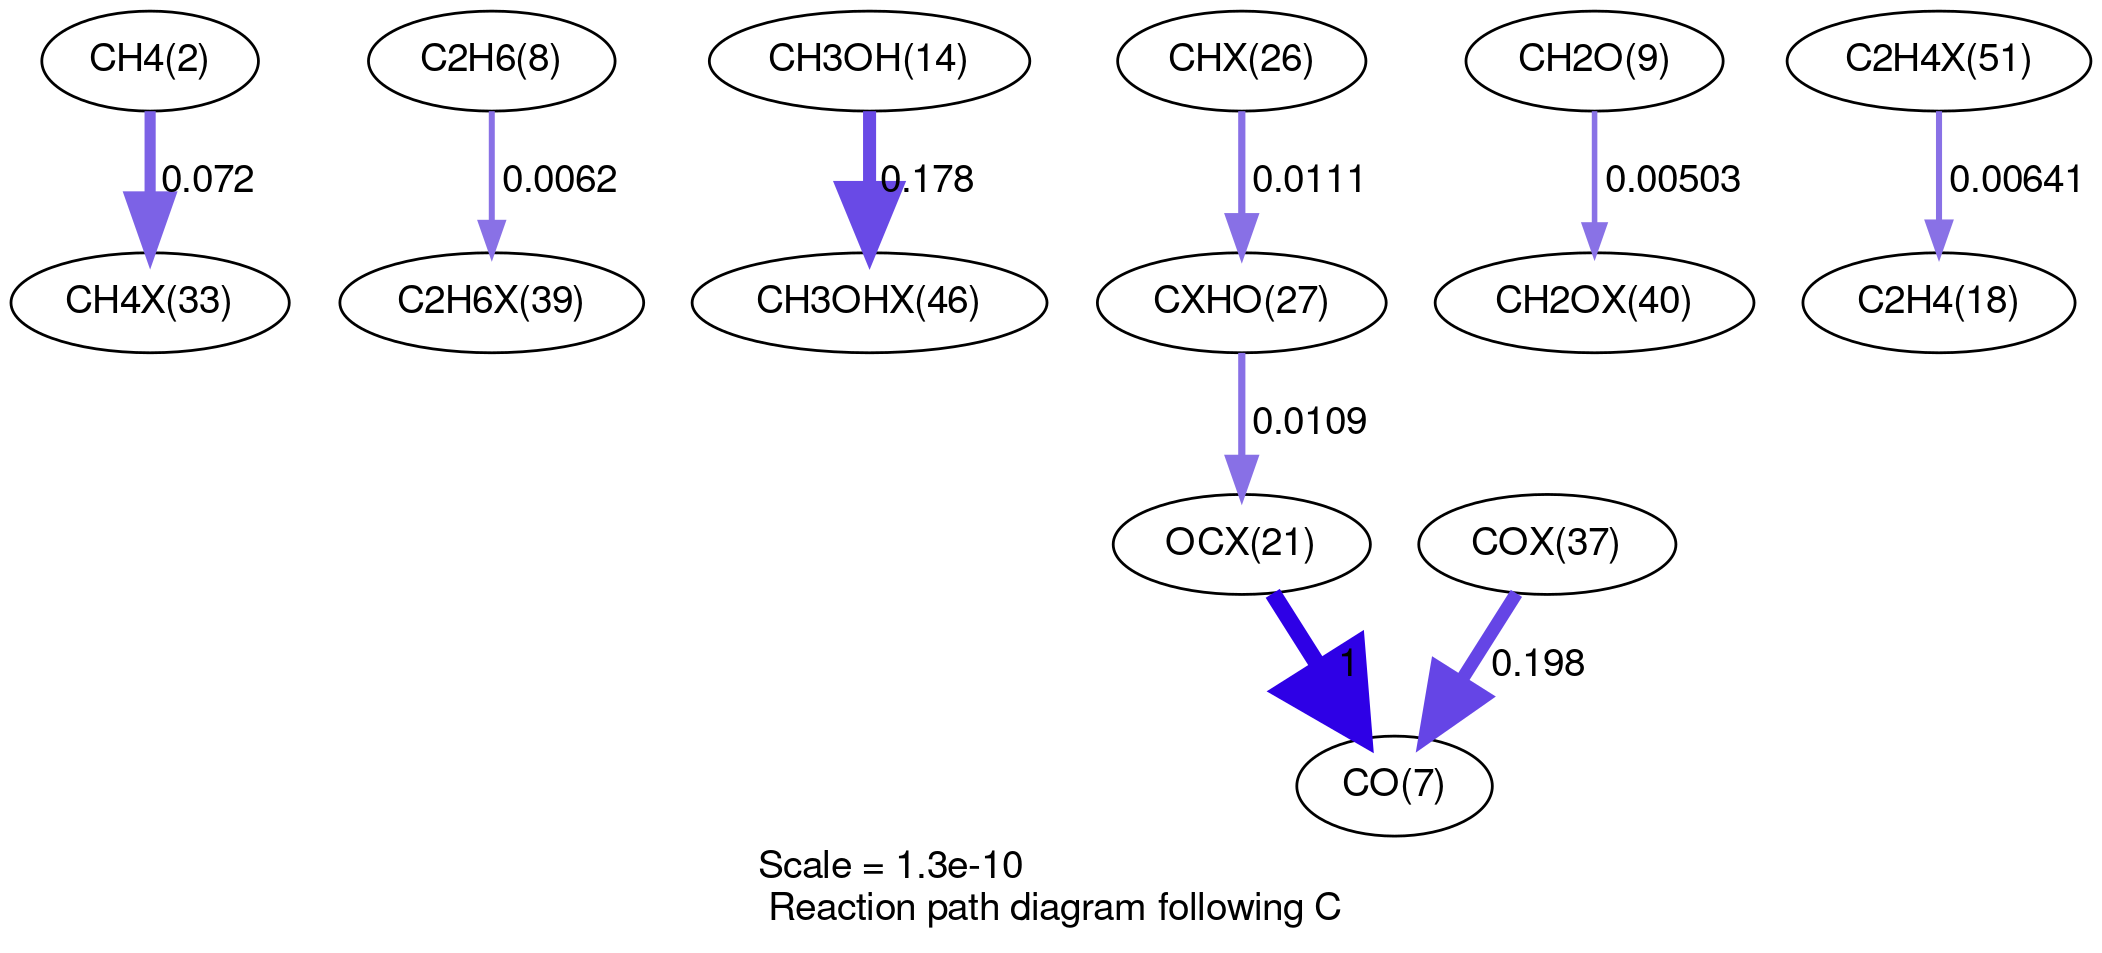 CH4(2)
C2H6(8)
CH3OH(14)
CHX(26)
CH2O(9)
C2H4X(51)
0.072
0.0062
0.178
0.0111
0.00503
0.00641
CH4X(33)
C2H6X(39)
CH3OHX(46)
CXHO(27)
CH2OX(40)
C2H4(18)
0.0109
OCX(21)
COX(37)
1
0.198
CO(7)
Scale = 1.3e-10
Reaction path diagram following C